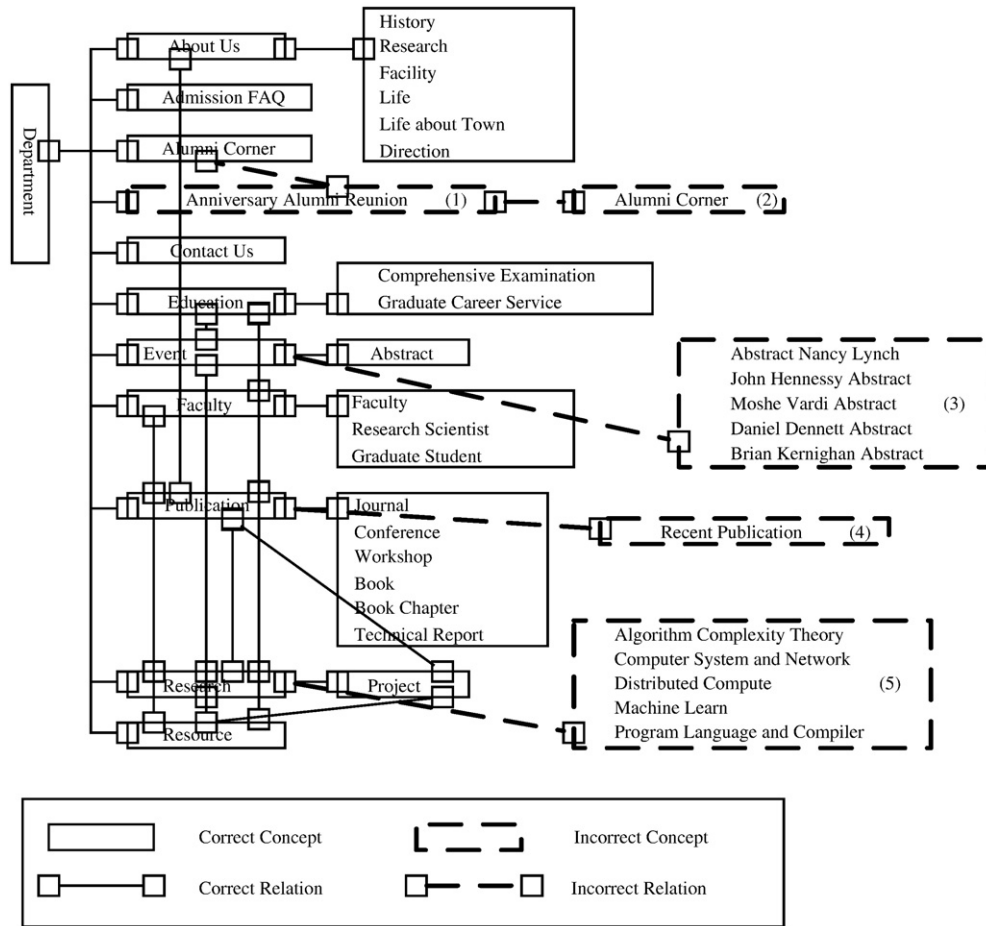 History
About Us
Research
Facility
Admission FAQ
Life
Life about Town
Department
Alumni Corner
Direction
Anniversary Alumni Reunion (1)
Alumni Corner (2)
Contact Us
Comprehensive Examination
Education
Graduate Career Service
Event
Abstract
Abstract Nancy Lynch
John Hennessy Abstract
Moshe Vardi Abstract (3)
Daniel Dennett Abstract
Brian Kernighan Abstract
Faculty
Faculty
Research Scientist
Graduate Student
Publication
Journal
Conference
Workshop
Book
Book Chapter
Technical Report
Recent Publication (4)
Algorithm Complexity Theory
Computer System and Network
Distributed Compute (5)
Machine Learn
Program Language and Compiler
Research
Project
Resource
Correct Concept
Incorrect Concept
Correct Relation
Incorrect Relation